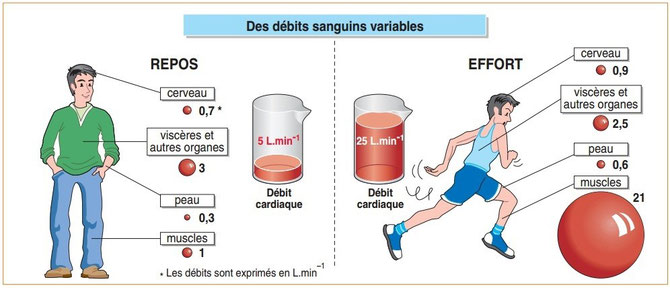 Des débits sanguins variables
REPOS
cerveau
0,7 *
viscères et
autres organes
3
peau
0,3
muscles
1
5 L.min⁻¹
Débit
cardiaque
* Les débits sont exprimés en L.min⁻¹
EFFORT
25 L.min⁻¹
Débit
cardiaque
cerveau
0,9
viscères et
autres organes
2,5
peau
0,6
muscles
21